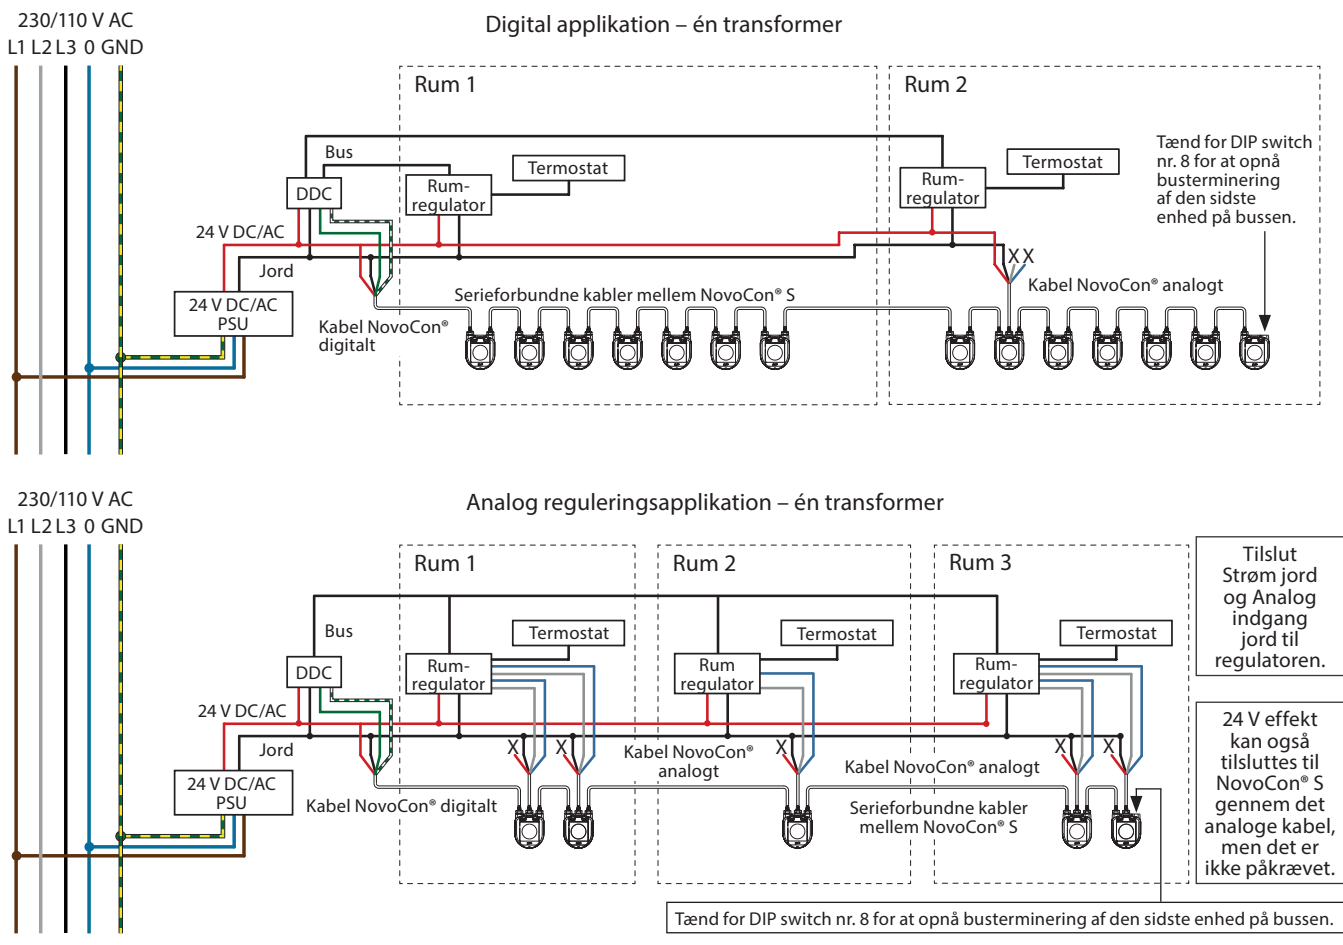 Digital applikation – én transformer
230/110 V AC
L1 L2 L3 0 GND
Rum 1
Rum 2
Bus
DDC
Termostat
Rum-
regulator
Termostat
Rum-
regulator
Tænd for DIP switch
nr. 8 for at opnå
busterminering
af den sidste
enhed på bussen.
24 V DC/AC
Jord
24 V DC/AC
PSU
Kabel NovoCon®
digitalt
Serieforbundne kabler mellem NovoCon® S
X X
Kabel NovoCon® analogt
Analog reguleringsapplikation – én transformer
230/110 V AC
L1 L2 L3 0 GND
Rum 1
Rum 2
Rum 3
Bus
DDC
Termostat
Rum-
regulator
Termostat
Rum
regulator
Termostat
Rum-
regulator
24 V DC/AC
Jord
24 V DC/AC
PSU
Kabel NovoCon® digitalt
X
X
Kabel NovoCon®
analogt
X
Kabel NovoCon® analogt
X
X
Serieforbundne kabler
mellem NovoCon® S
Tilslut
Strøm jord
og Analog
indgang
jord til
regulatoren.
24 V effekt
kan også
tilsluttes til
NovoCon® S
gennem det
analoge kabel,
men det er
ikke påkrævet.
Tænd for DIP switch nr. 8 for at opnå busterminering af den sidste enhed på bussen.